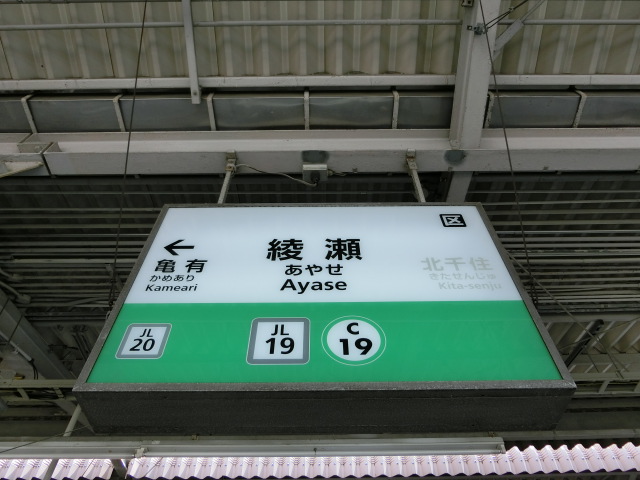 区
←
綾瀬
あやせ
Ayase
亀有
かめあり
Kameari
北千住
きたせんじゅ
Kita-senju
JL
20
JL
19
C
19